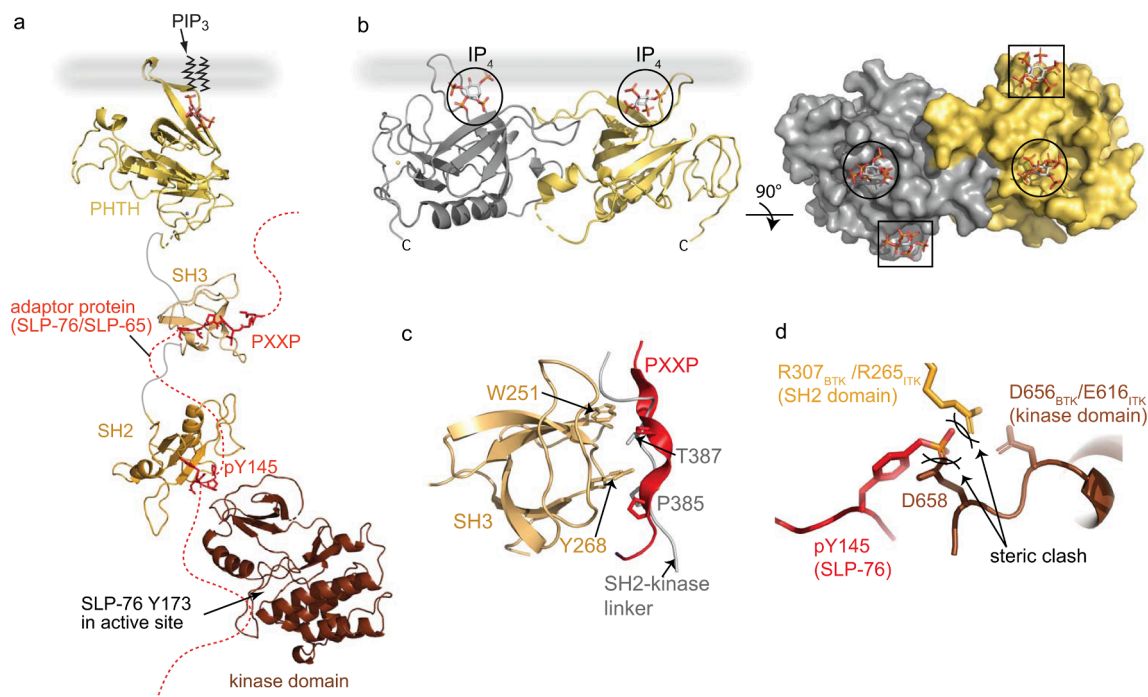 a
PIP3
PHTH
SH3
adaptor protein
(SLP-76/SLP-65)
PXXP
SH2
pY145
SLP-76 Y173
in active site
kinase domain
b
IP4
IP4
C
C
90°
c
PXXP
W251
T387
P385
SH3
Y268
SH2-kinase
linker
d
R307BTK /R265ITK
(SH2 domain)
D656BTK/E616ITK
(kinase domain)
D658
pY145
(SLP-76)
steric clash